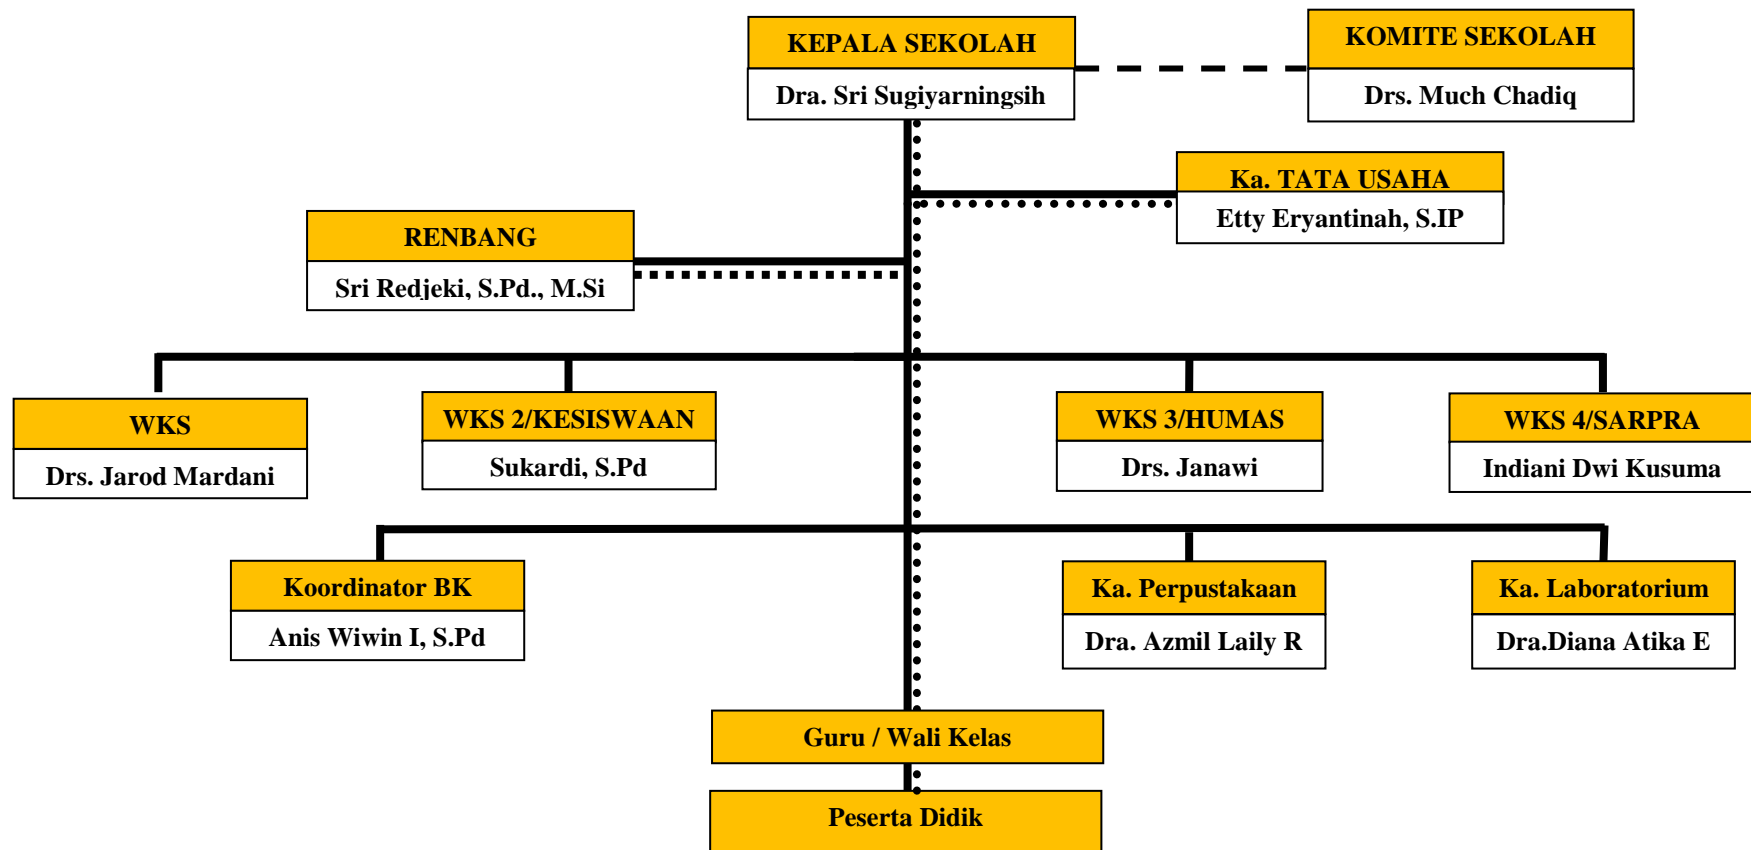 KEPALA SEKOLAH
Dra. Sri Sugiyarningsih
KOMITE SEKOLAH
Drs. Much Chadiq
Ka. TATA USAHA
Etty Eryantinah, S.IP
RENBANG
Sri Redjeki, S.Pd., M.Si
WKS
Drs. Jarod Mardani
WKS 2/KESISWAAN
Sukardi, S.Pd
WKS 3/HUMAS
Drs. Janawi
WKS 4/SARPRA
Indiani Dwi Kusuma
Koordinator BK
Anis Wiwin I, S.Pd
Ka. Perpustakaan
Dra. Azmil Laily R
Ka. Laboratorium
Dra.Diana Atika E
Guru / Wali Kelas
Peserta Didik